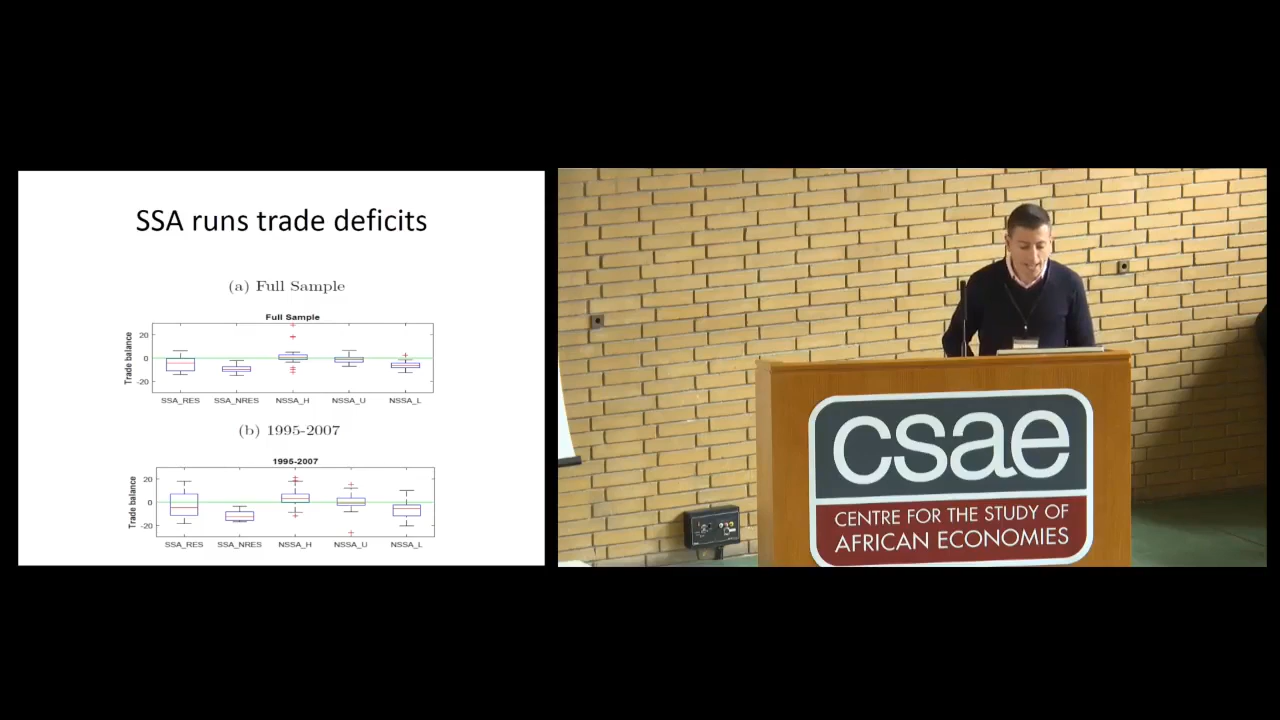 SSA runs trade deficits
(a) Full Sample
Full Sample
Trade balance
20
0
-20
SSA_RES SSA_NRES NSSA_H NSSA_U NSSA_L
(b) 1995-2007
1995-2007
Trade balance
20
0
-20
SSA_RES SSA_NRES NSSA_H NSSA_U NSSA_L
csae
CENTRE FOR THE STUDY OF
AFRICAN ECONOMIES